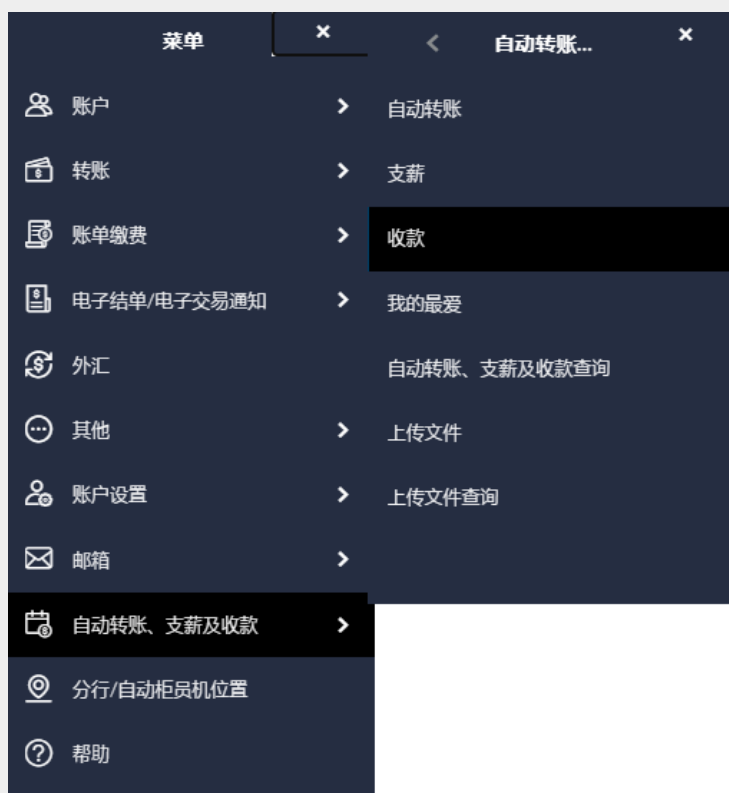 菜单
账户
转账
账单缴费
电子结单/电子交易通知
外汇
其他
账户设置
邮箱
自动转账、支薪及收款
分行/自动柜员机位置
帮助
自动转账...
自动转账
支薪
收款
我的最爱
自动转账、支薪及收款查询
上传文件
上传文件查询